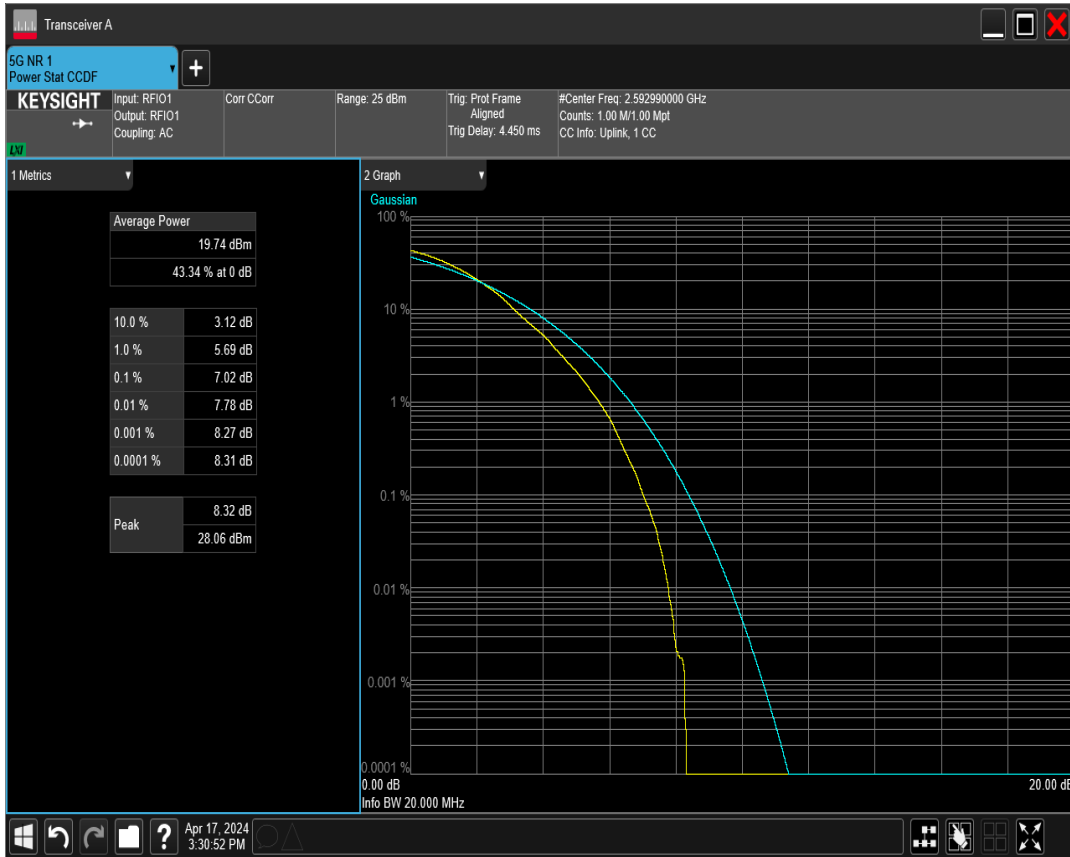 Transceiver A
5G NR 1
Power Stat CCDF
+
KEYSIGHT
LXI
Input: RFIO1
Output: RFIO1
Coupling: AC
Corr CCorr
Range: 25 dBm
Trig: Prot Frame
Aligned
Trig Delay: 4.450 ms
#Center Freq: 2.592990000 GHz
Counts: 1.00 M/1.00 Mpt
CC Info: Uplink, 1 CC
1 Metrics
Average Power
19.74 dBm
43.34 % at 0 dB
10.0 % 3.12 dB
1.0 % 5.69 dB
0.1 % 7.02 dB
0.01 % 7.78 dB
0.001 % 8.27 dB
0.0001 % 8.31 dB
Peak 8.32 dB
28.06 dBm
2 Graph
Gaussian
100 %
10 %
1 %
0.1 %
0.01 %
0.001 %
0.0001 %
0.00 dB 20.00 dB
Info BW 20.000 MHz
?
Apr 17, 2024
3:30:52 PM